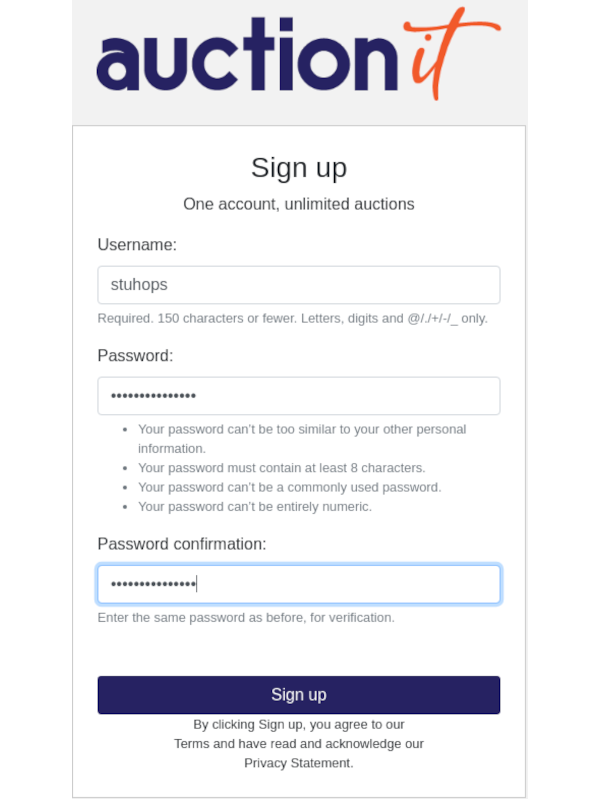 auction it
Sign up
One account, unlimited auctions
Username:
stuhops
Required. 150 characters or fewer. Letters, digits and @/./+/-/_ only.
Password:
•••••••••••••••
• Your password can’t be too similar to your other personal
information.
• Your password must contain at least 8 characters.
• Your password can’t be a commonly used password.
• Your password can’t be entirely numeric.
Password confirmation:
•••••••••••••••
Enter the same password as before, for verification.
Sign up
By clicking Sign up, you agree to our
Terms and have read and acknowledge our
Privacy Statement.